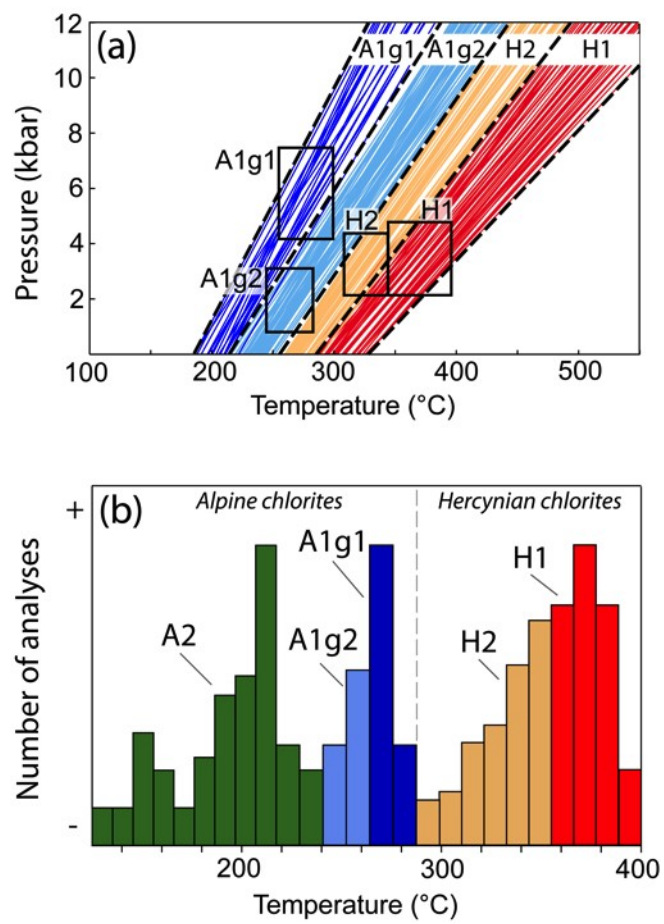 (a)
12
10
8
6
4
2
A1g1
A1g2
H2
H1
A1g1
A1g2
H2
H1
Pressure (kbar)
100
200
300
400
500
Temperature (°C)
(b)
+
-
Alpine chlorites
Hercynian chlorites
A1g1
H1
A2
A1g2
H2
Number of analyses
200
300
400
Temperature (°C)